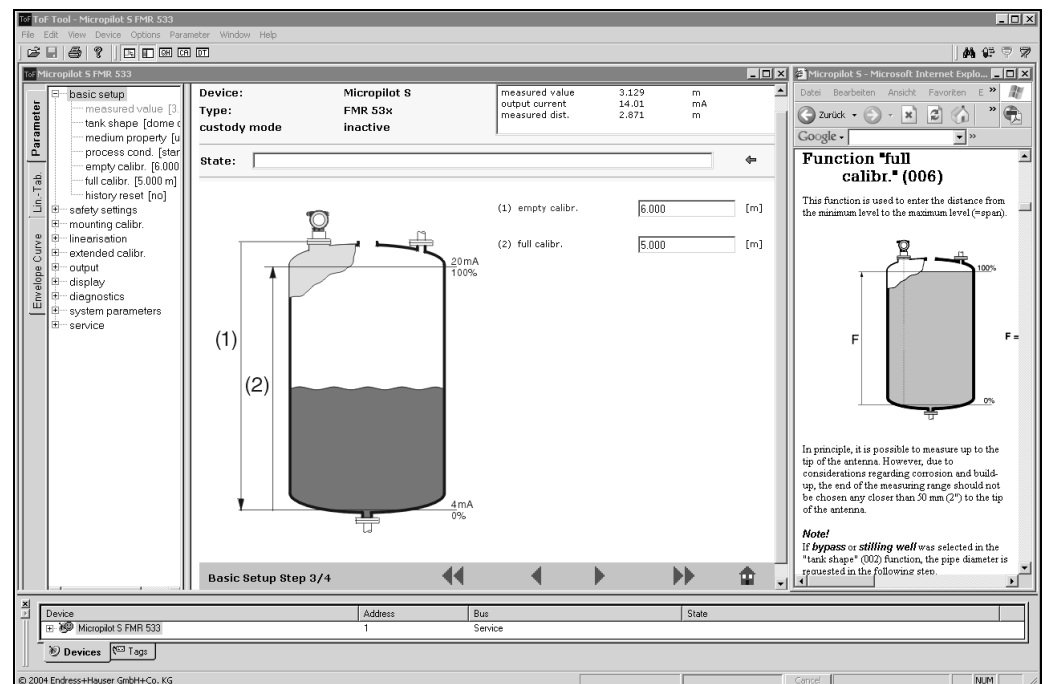 ToF Tool - Micropilot S FMR 533
File Edit View Device Options Parameter Window Help
OH CA DT
Micropilot S FMR 533
Parameter
Lin.-Tab.
Envelope Curve
basic setup
measured value [3.
tank shape [dome c
medium property [u
process cond. [star
empty calibr. [6.000
full calibr. [5.000 m]
history reset [no]
safety settings
mounting calibr.
linearisation
extended calibr.
output
display
diagnostics
system parameters
service
Device: Micropilot S
Type: FMR 53x
custody mode inactive
measured value 3.129 m
output current 14.01 mA
measured dist. 2.871 m
State:
(1) empty calibr. 6.000 [m]
(2) full calibr. 5.000 [m]
20mA
100%
(1)
(2)
4mA
0%
Basic Setup Step 3/4
Micropilot S - Microsoft Internet Explo...
Datei Bearbeiten Ansicht Favoriten E »
Zurück
Google
Function "full
calibr." (006)
This function is used to enter the distance from
the minimum level to the maximum level (=span).
100%
F
F =
0%
In principle, it is possible to measure up to the
tip of the antenna. However, due to
considerations regarding corrosion and build-
up, the end of the measuring range should not
be chosen any closer than 50 mm (2") to the tip
of the antenna.
Note!
If bypass or stilling well was selected in the
"tank shape" (002) function, the pipe diameter is
requested in the following step.
Device Address Bus State
Micropilot S FMR 533 1 Service
Devices Tags
© 2004 Endress+Hauser GmbH+Co. KG
Cancel
NUM